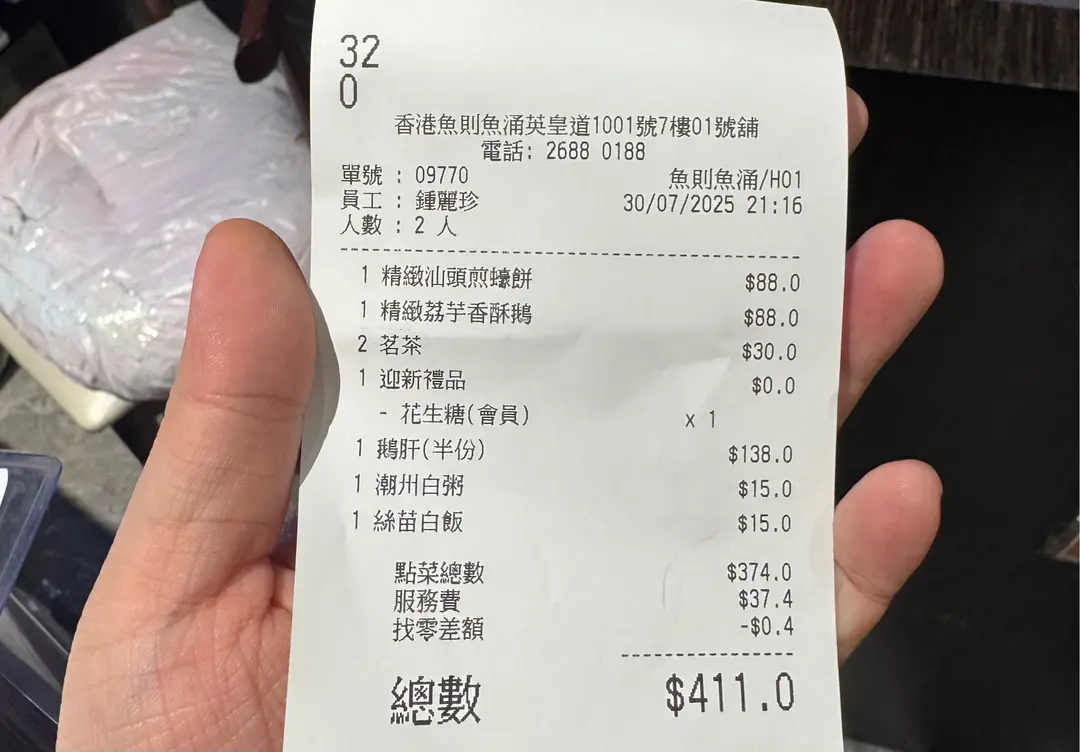 32
0
香港魚則魚涌英皇道1001號7樓01號舖
電話: 2688 0188
單號 : 09770 魚則魚涌/H01
員工 : 鍾麗珍 30/07/2025 21:16
人數 : 2 人
1 精緻汕頭煎蠔餅 $88.0
1 精緻荔芋香酥鵝 $88.0
2 茗茶 $30.0
1 迎新禮品 $0.0
- 花生糖(會員) x 1
1 鵝肝(半份) $138.0
1 潮州白粥 $15.0
1 絲苗白飯 $15.0
點菜總數 $374.0
服務費 $37.4
找零差額 -$0.4
總數 $411.0